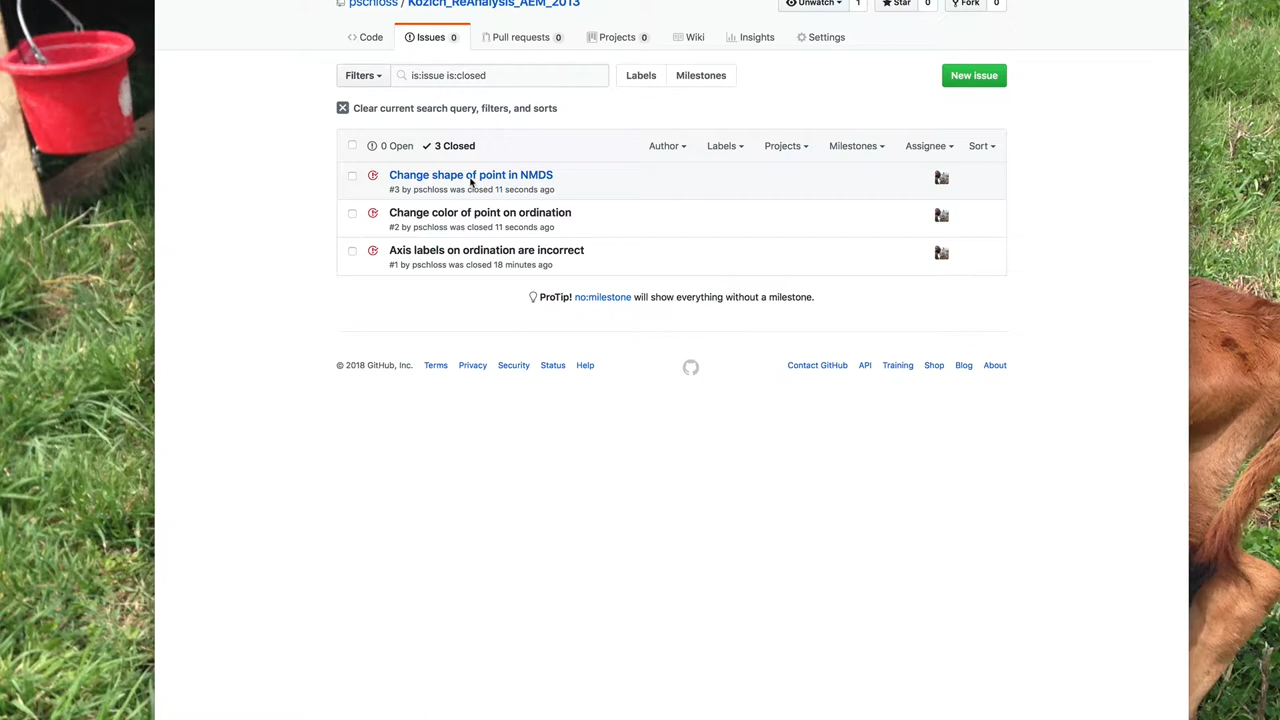 pschloss / Kozich_ReAnalysis_AEM_2013
Unwatch 1 Star 0 Fork 0
Code Issues 0 Pull requests 0 Projects 0 Wiki Insights Settings
Filters is:issue is:closed Labels Milestones New issue
Clear current search query, filters, and sorts
0 Open 3 Closed Author Labels Projects Milestones Assignee Sort
Change shape of point in NMDS
#3 by pschloss was closed 11 seconds ago
Change color of point on ordination
#2 by pschloss was closed 11 seconds ago
Axis labels on ordination are incorrect
#1 by pschloss was closed 18 minutes ago
ProTip! no:milestone will show everything without a milestone.
© 2018 GitHub, Inc. Terms Privacy Security Status Help Contact GitHub API Training Shop Blog About